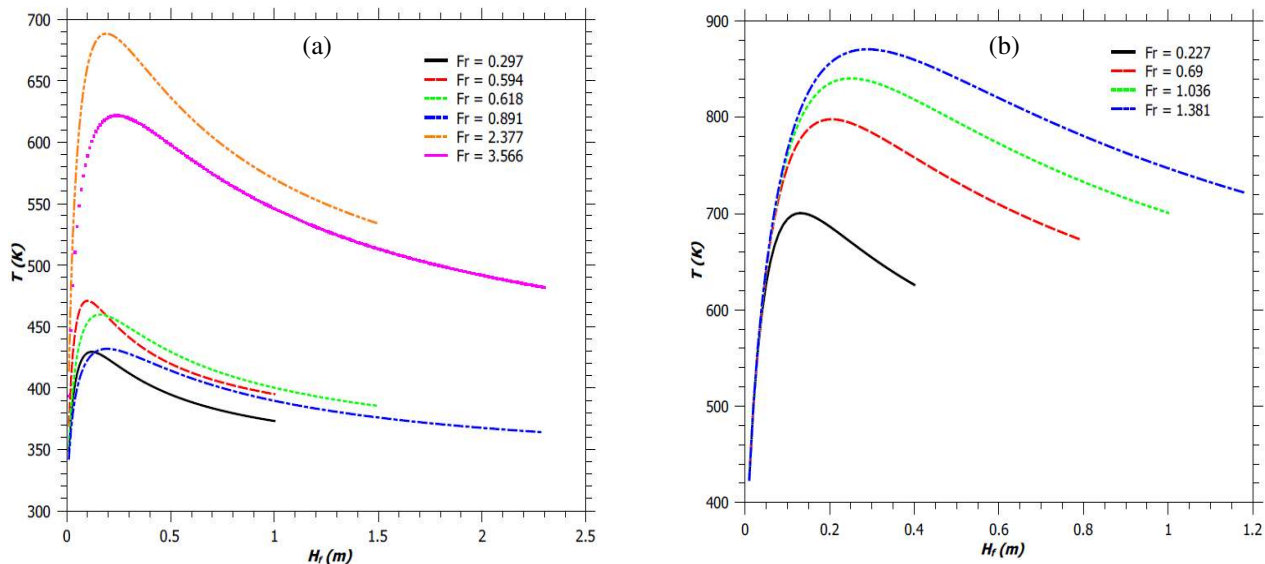 (a)
Fr = 0.297
Fr = 0.594
Fr = 0.618
Fr = 0.891
Fr = 2.377
Fr = 3.566
700
650
600
550
500
450
400
350
300
T (K)
0 0.5 1 1.5 2 2.5
Hf (m)
(b)
Fr = 0.227
Fr = 0.69
Fr = 1.036
Fr = 1.381
900
800
700
600
500
400
T (K)
0 0.2 0.4 0.6 0.8 1 1.2
Hf (m)